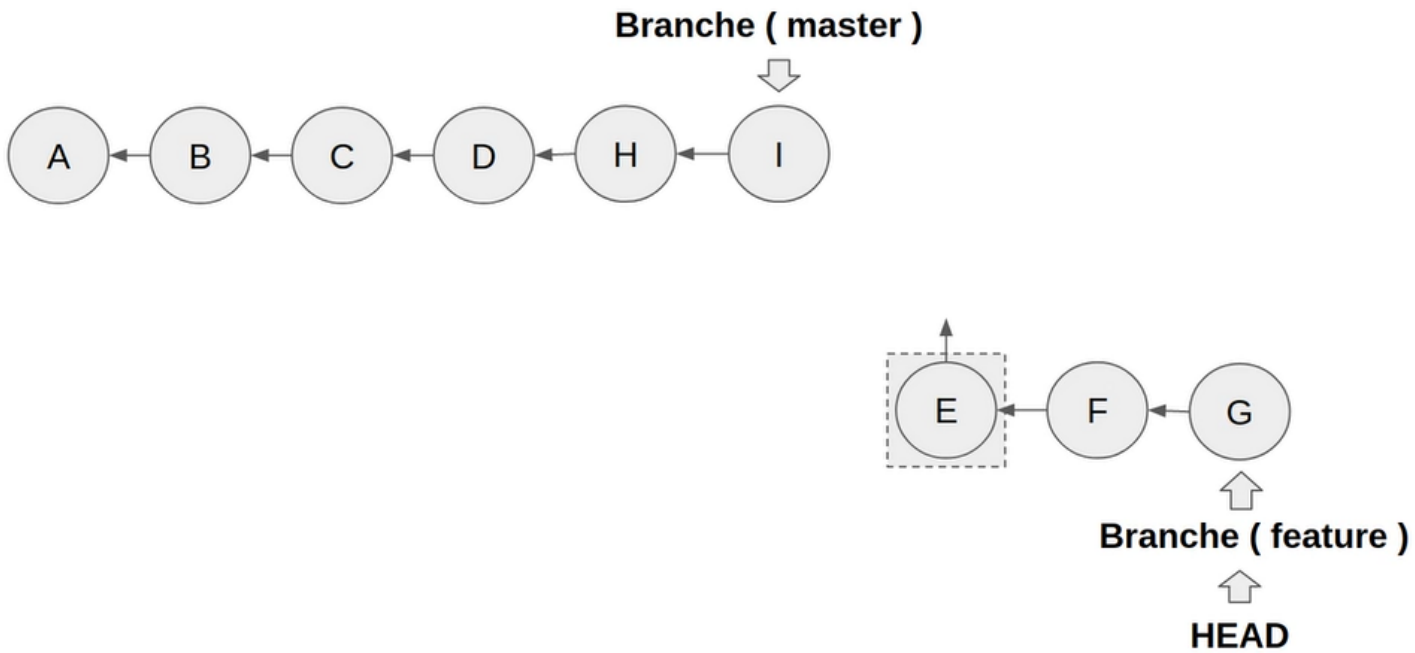 Branche ( master )
A B C D H I
E F G
Branche ( feature )
HEAD